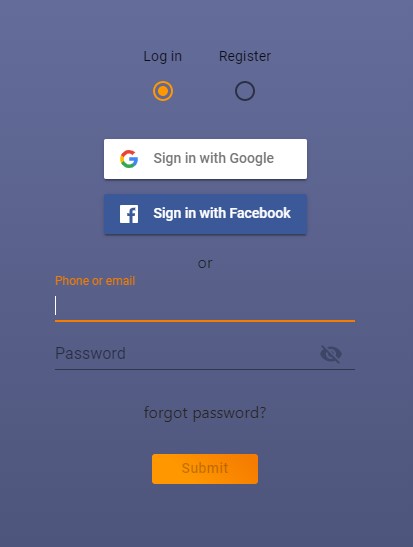 Log in Register
Sign in with Google
Sign in with Facebook
or
Phone or email
Password
forgot password?
Submit